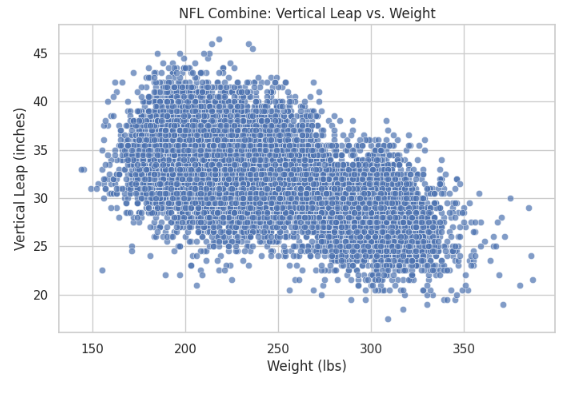 NFL Combine: Vertical Leap vs. Weight
45
40
35
30
25
20
Vertical Leap (inches)
150 200 250 300 350
Weight (lbs)